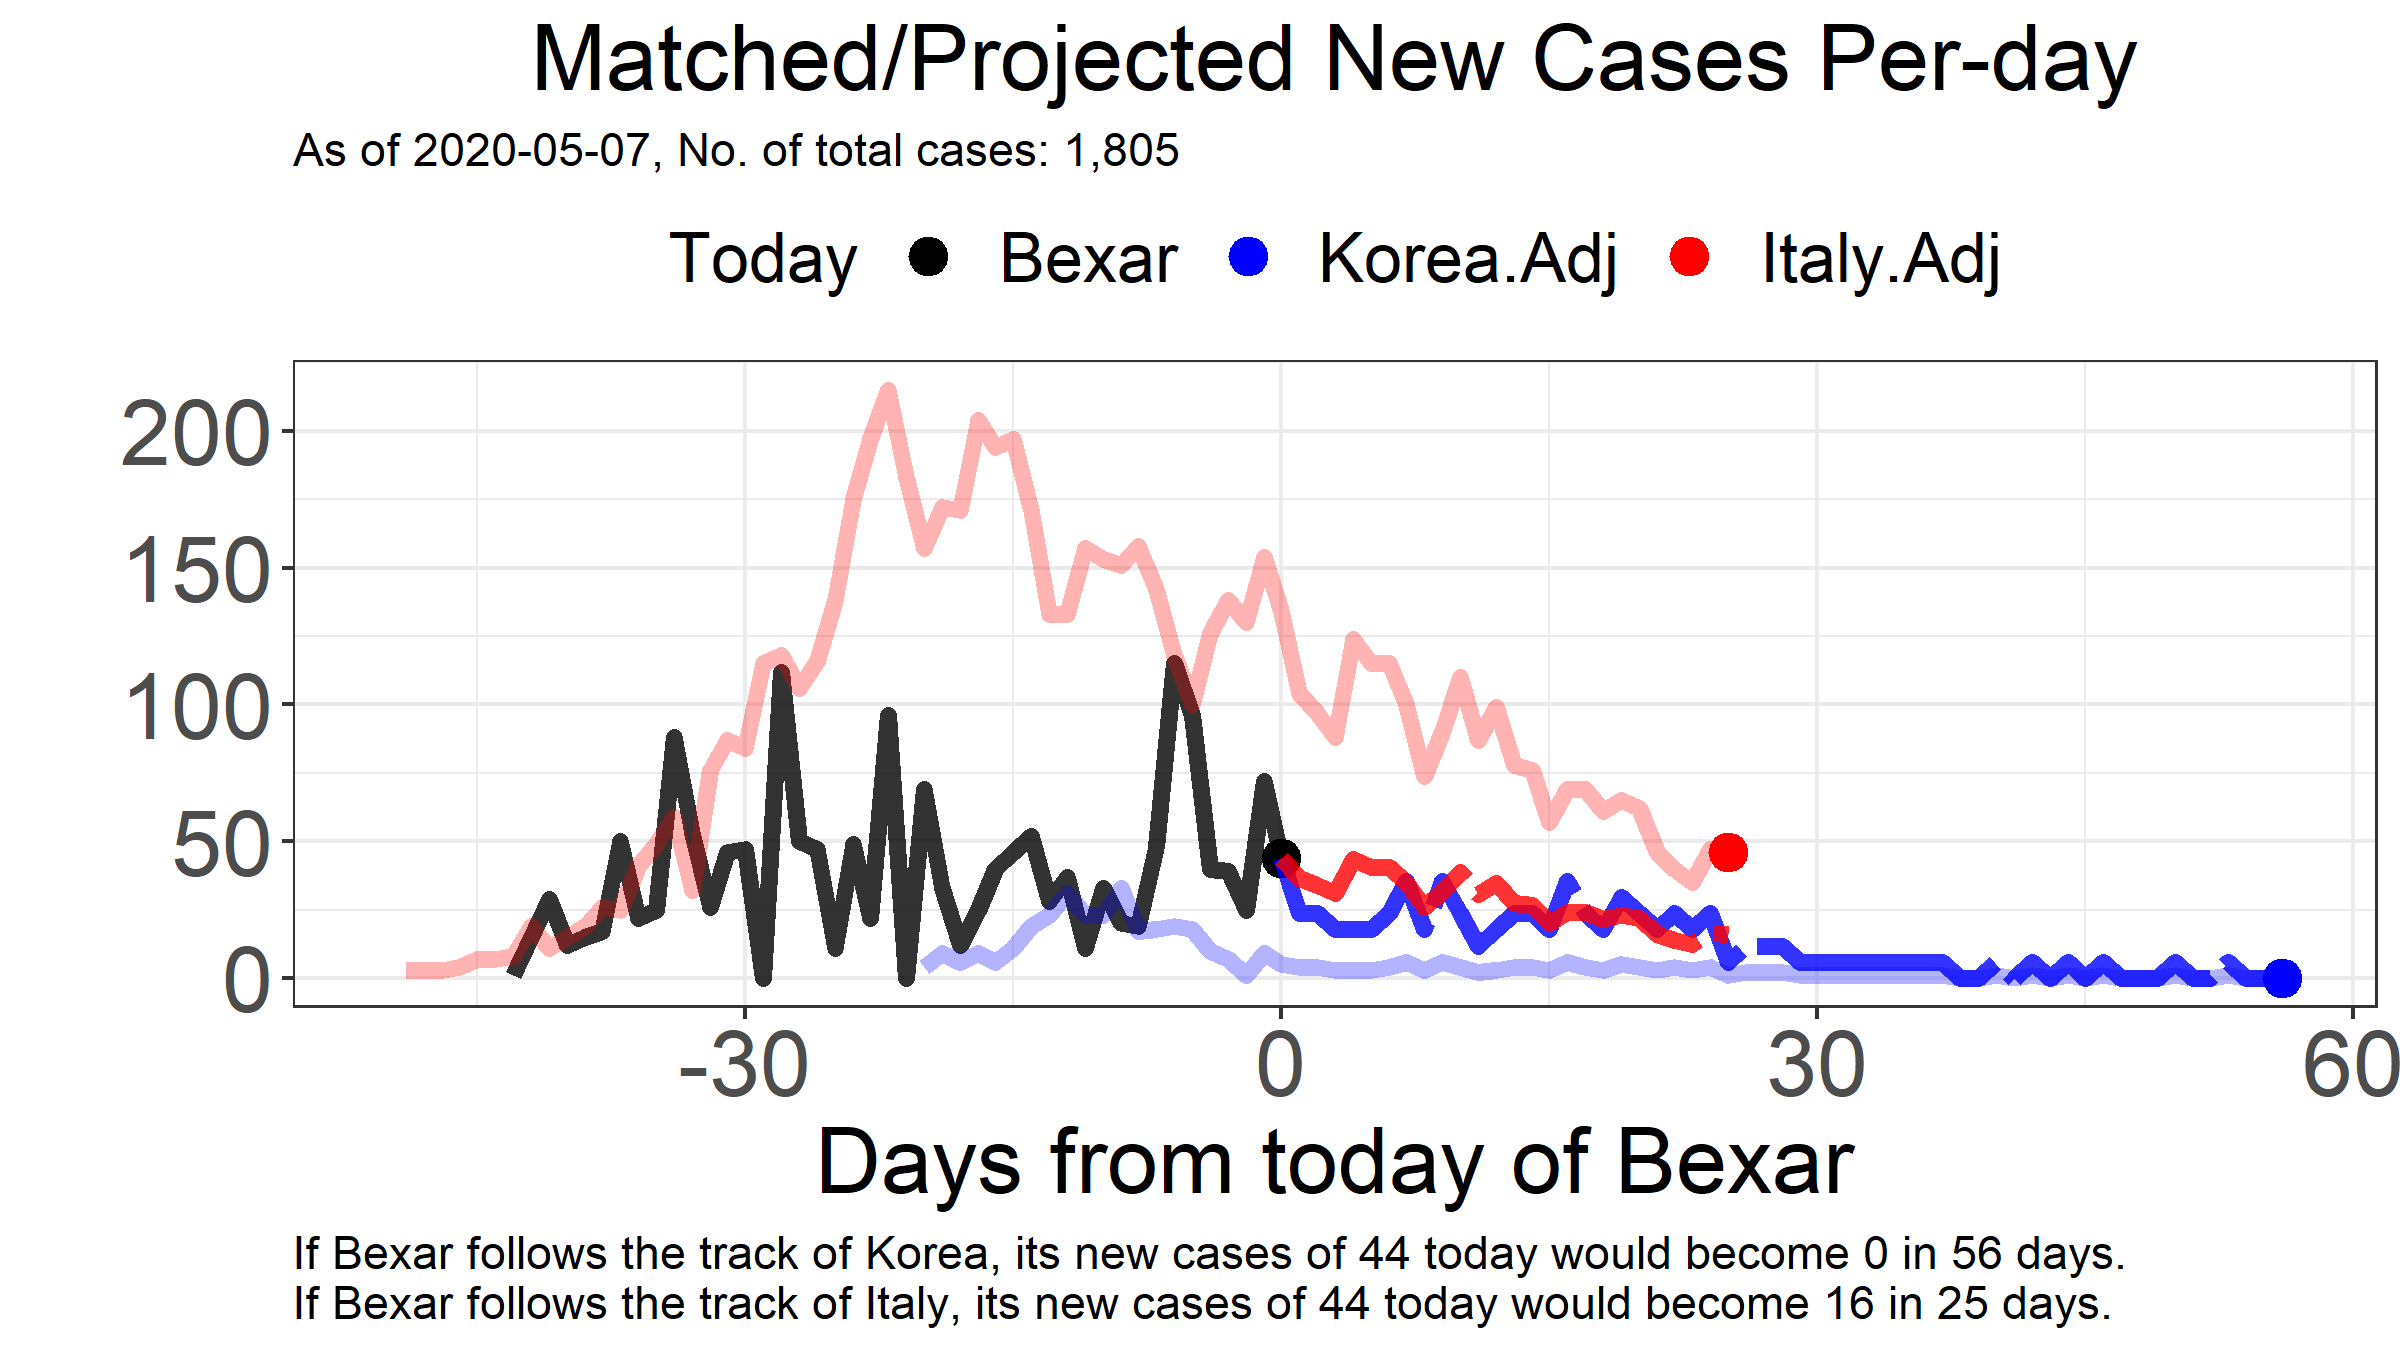 Matched/Projected New Cases Per-day
As of 2020-05-07, No. of total cases: 1,805
Today Bexar Korea.Adj Italy.Adj
200
150
100
50
0
-30 0 30 60
Days from today of Bexar
If Bexar follows the track of Korea, its new cases of 44 today would become 0 in 56 days.
If Bexar follows the track of Italy, its new cases of 44 today would become 16 in 25 days.